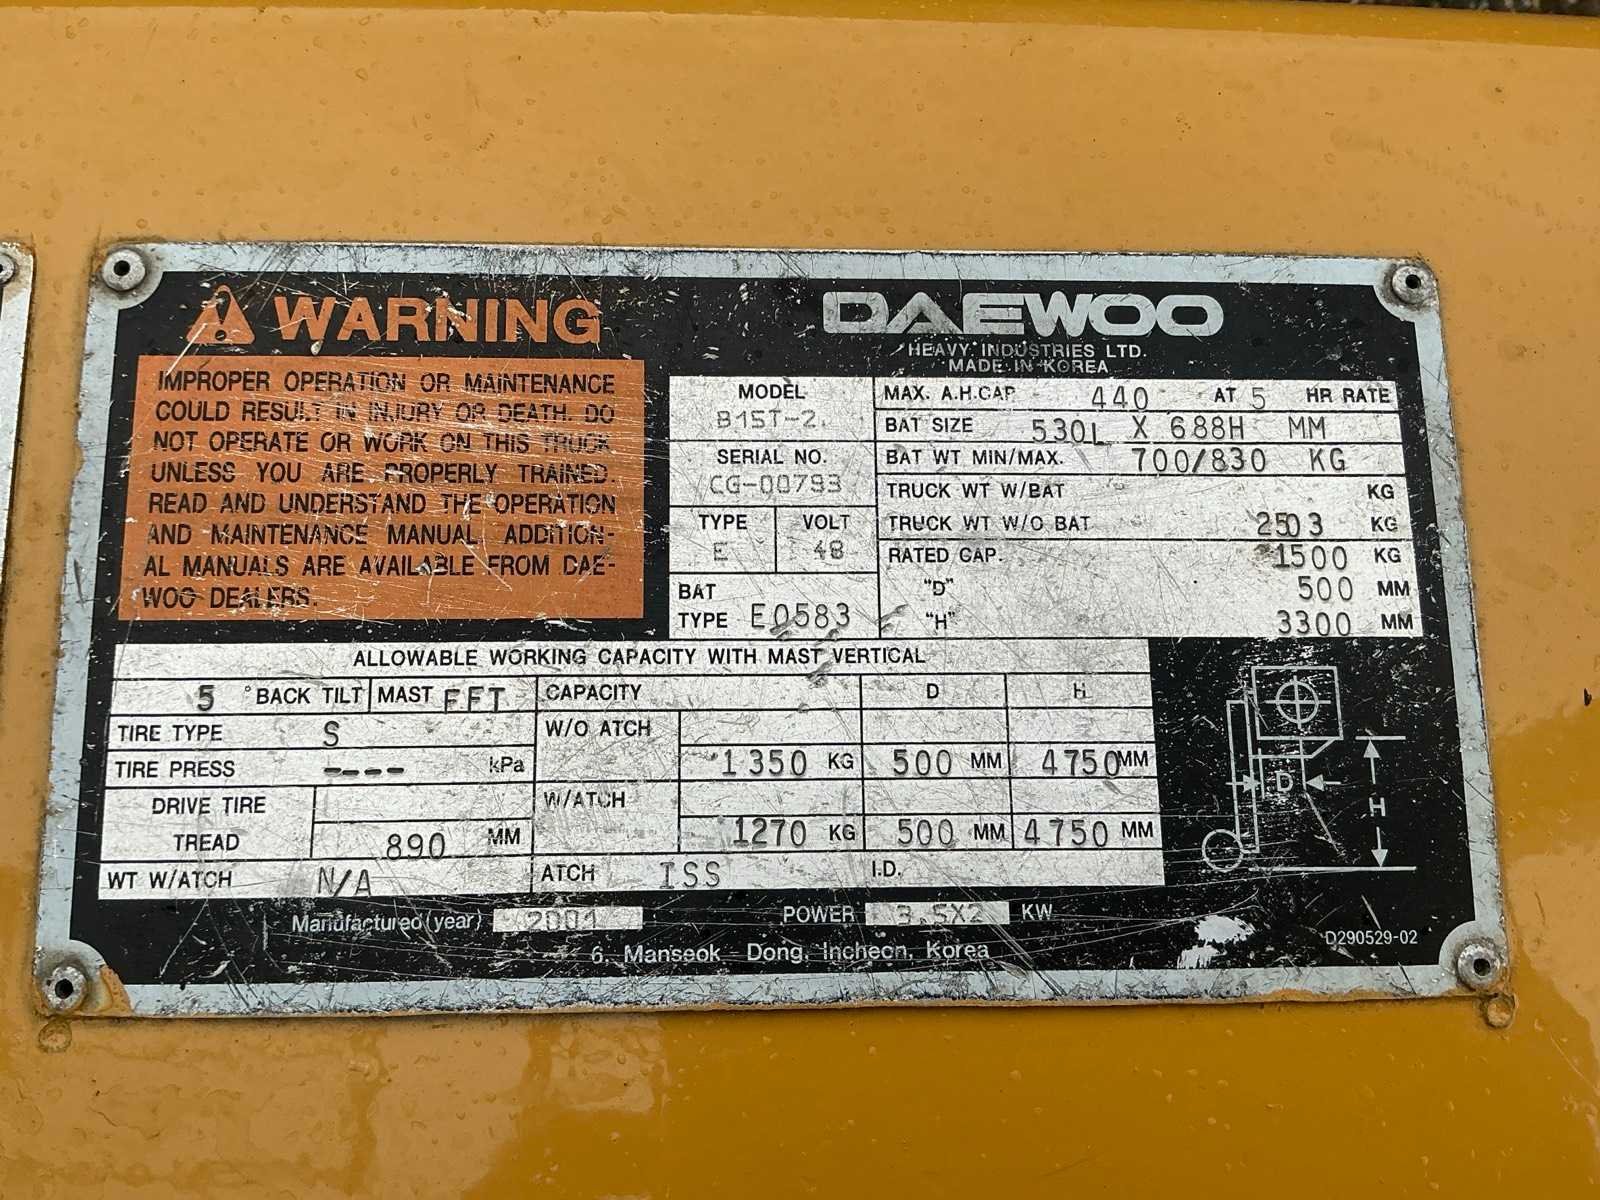 WARNING
IMPROPER OPERATION OR MAINTENANCE
COULD RESULT IN INJURY OR DEATH. DO
NOT OPERATE OR WORK ON THIS TRUCK
UNLESS YOU ARE PROPERLY TRAINED.
READ AND UNDERSTAND THE OPERATION
AND MAINTENANCE MANUAL. ADDITION-
AL MANUALS ARE AVAILABLE FROM DAE-
WOO DEALERS.
DAEWOO
HEAVY INDUSTRIES LTD.
MADE IN KOREA
MODEL
B15T-2
SERIAL NO.
CG-00793
TYPE VOLT
E 48
BAT
TYPE E0583
MAX. A.H.CAP 440 AT 5 HR RATE
BAT SIZE 530L X 688H MM
BAT WT MIN/MAX. 700/830 KG
TRUCK WT W/BAT KG
TRUCK WT W/O BAT 2503 KG
RATED CAP. 1500 KG
"D" 500 MM
"H" 3300 MM
ALLOWABLE WORKING CAPACITY WITH MAST VERTICAL
5 ° BACK TILT MAST FFT CAPACITY D H
TIRE TYPE S W/O ATCH
TIRE PRESS ---- kPa 1350 KG 500 MM 4750 MM
DRIVE TIRE W/ATCH
TREAD 890 MM 1270 KG 500 MM 4750 MM
WT W/ATCH N/A ATCH ISS I.D.
D H
Manufactured (year) 2001 POWER 3.5X2 KW
6, Manseok - Dong, Incheon, Korea
D290529-02